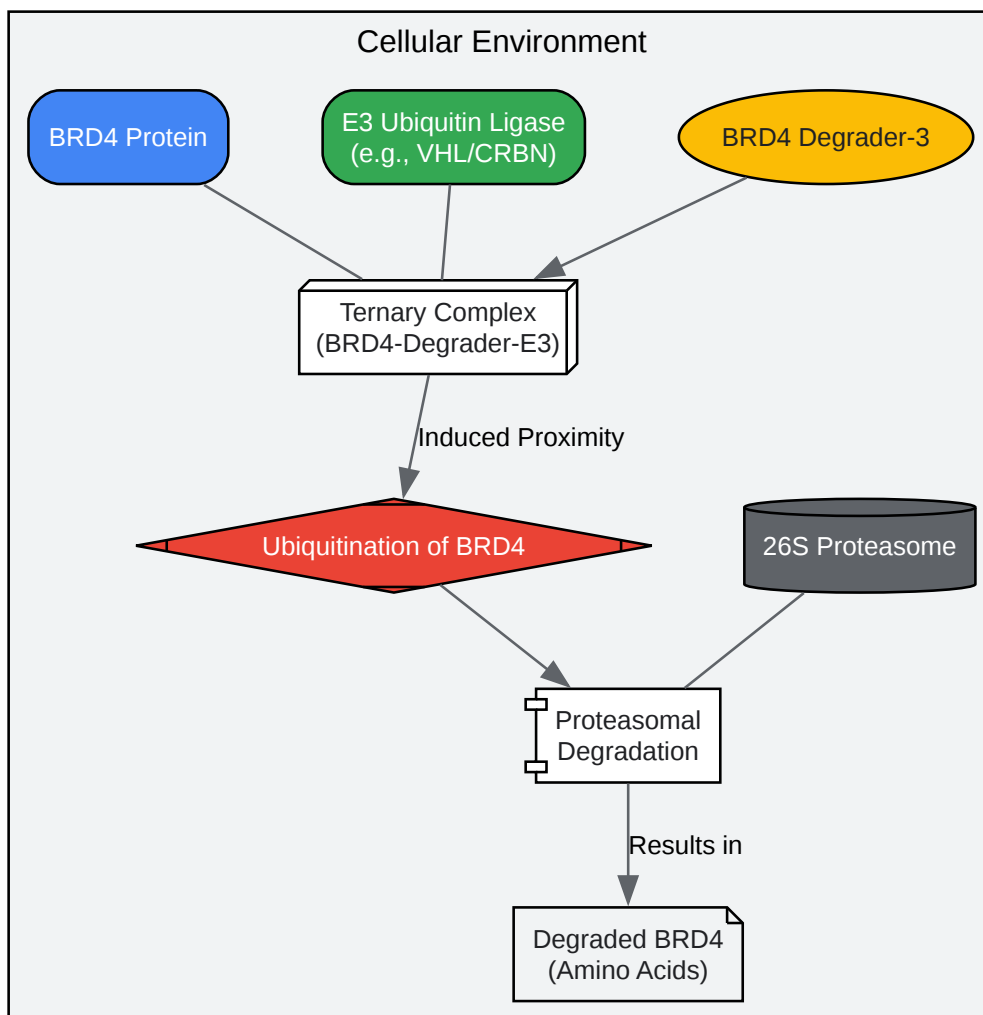 Cellular Environment
BRD4 Protein
E3 Ubiquitin Ligase
(e.g., VHL/CRBN)
BRD4 Degrader-3
Ternary Complex
(BRD4-Degrader-E3)
Induced Proximity
Ubiquitination of BRD4
26S Proteasome
Proteasomal
Degradation
Results in
Degraded BRD4
(Amino Acids)